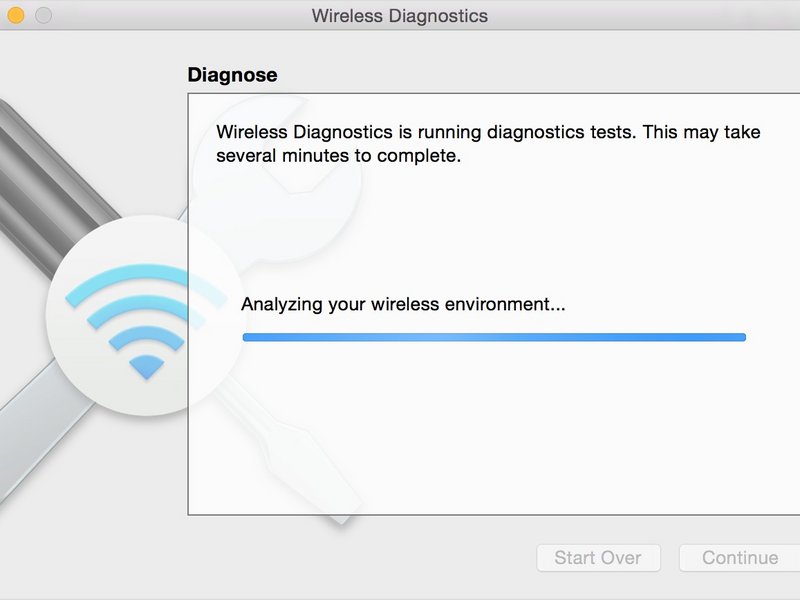 Wireless Diagnostics
Diagnose
Wireless Diagnostics is running diagnostics tests. This may take
several minutes to complete.
Analyzing your wireless environment...
Start Over
Continue